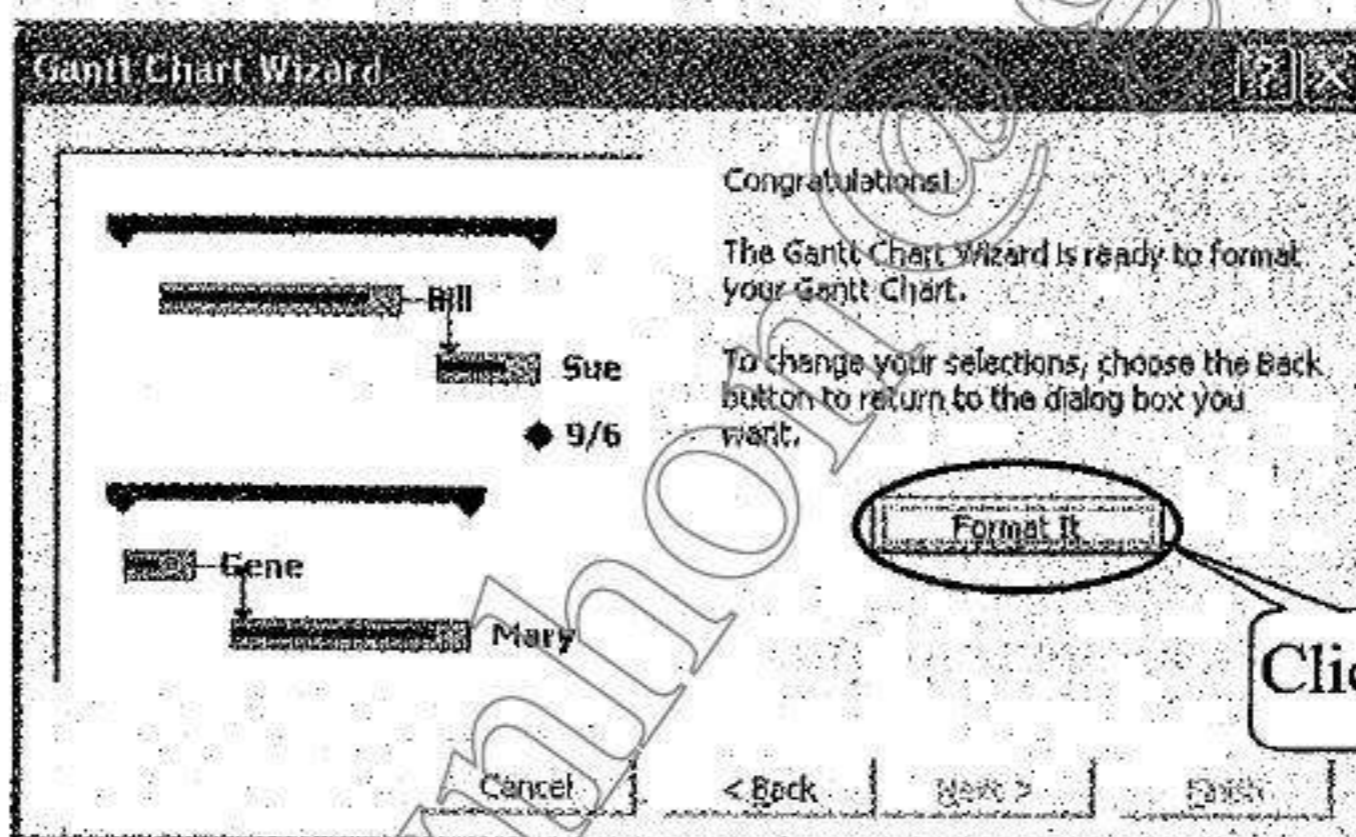 Gantt Chart Wizard
Congratulations!
The Gantt Chart Wizard is ready to format
your Gantt Chart.
To change your selections, choose the Back
button to return to the dialog box you
want.
Bill
Sue
9/6
Gene
Mary
Format It
Clic
Cancel
< Back
Next >
Finish